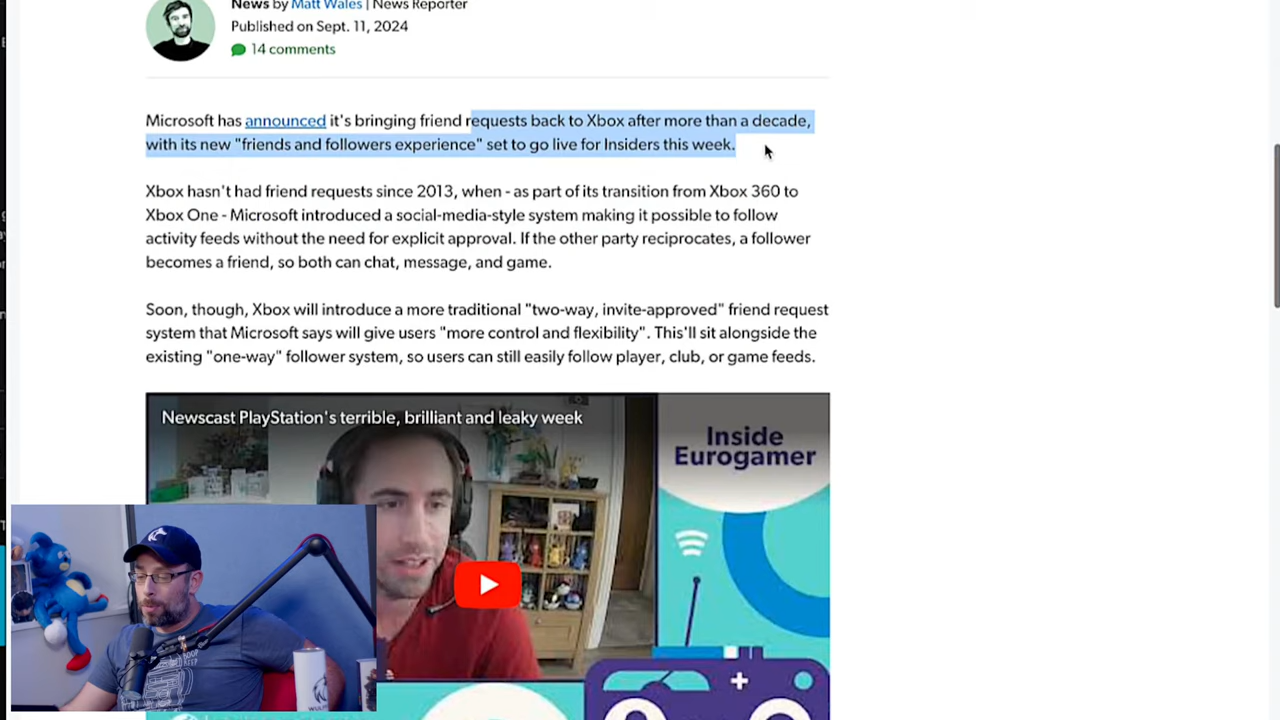 News by Matt Wales | News Reporter
Published on Sept. 11, 2024
14 comments
Microsoft has announced it's bringing friend requests back to Xbox after more than a decade,
with its new "friends and followers experience" set to go live for Insiders this week.
Xbox hasn't had friend requests since 2013, when - as part of its transition from Xbox 360 to
Xbox One - Microsoft introduced a social-media-style system making it possible to follow
activity feeds without the need for explicit approval. If the other party reciprocates, a follower
becomes a friend, so both can chat, message, and game.
Soon, though, Xbox will introduce a more traditional "two-way, invite-approved" friend request
system that Microsoft says will give users "more control and flexibility". This'll sit alongside the
existing "one-way" follower system, so users can still easily follow player, club, or game feeds.
Newscast PlayStation's terrible, brilliant and leaky week
Inside
Eurogamer